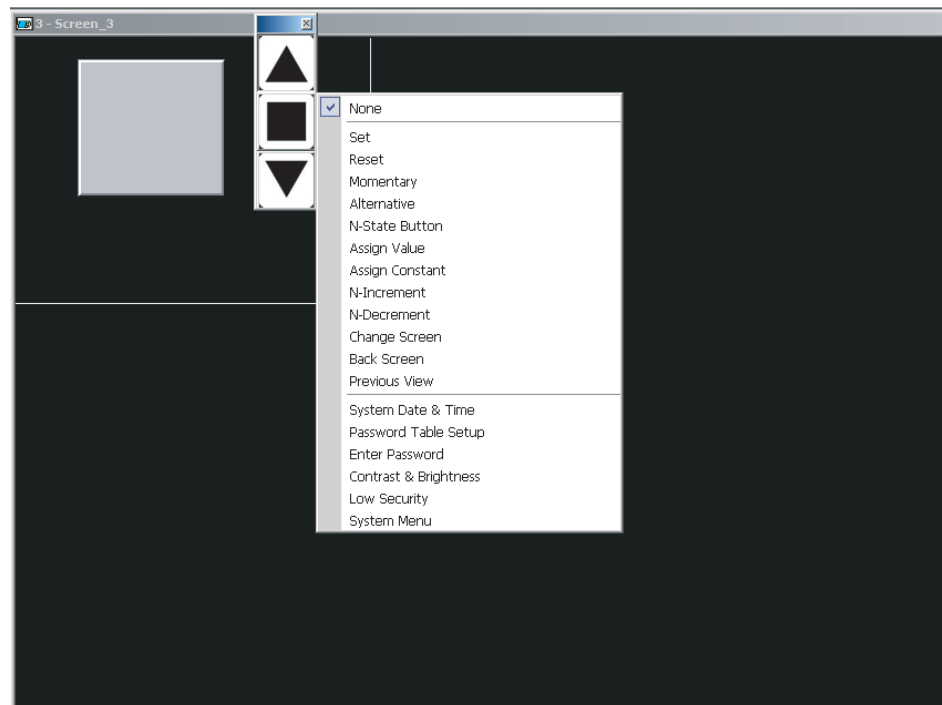 3 - Screen_3
None
Set
Reset
Momentary
Alternative
N-State Button
Assign Value
Assign Constant
N-Increment
N-Decrement
Change Screen
Back Screen
Previous View
System Date & Time
Password Table Setup
Enter Password
Contrast & Brightness
Low Security
System Menu